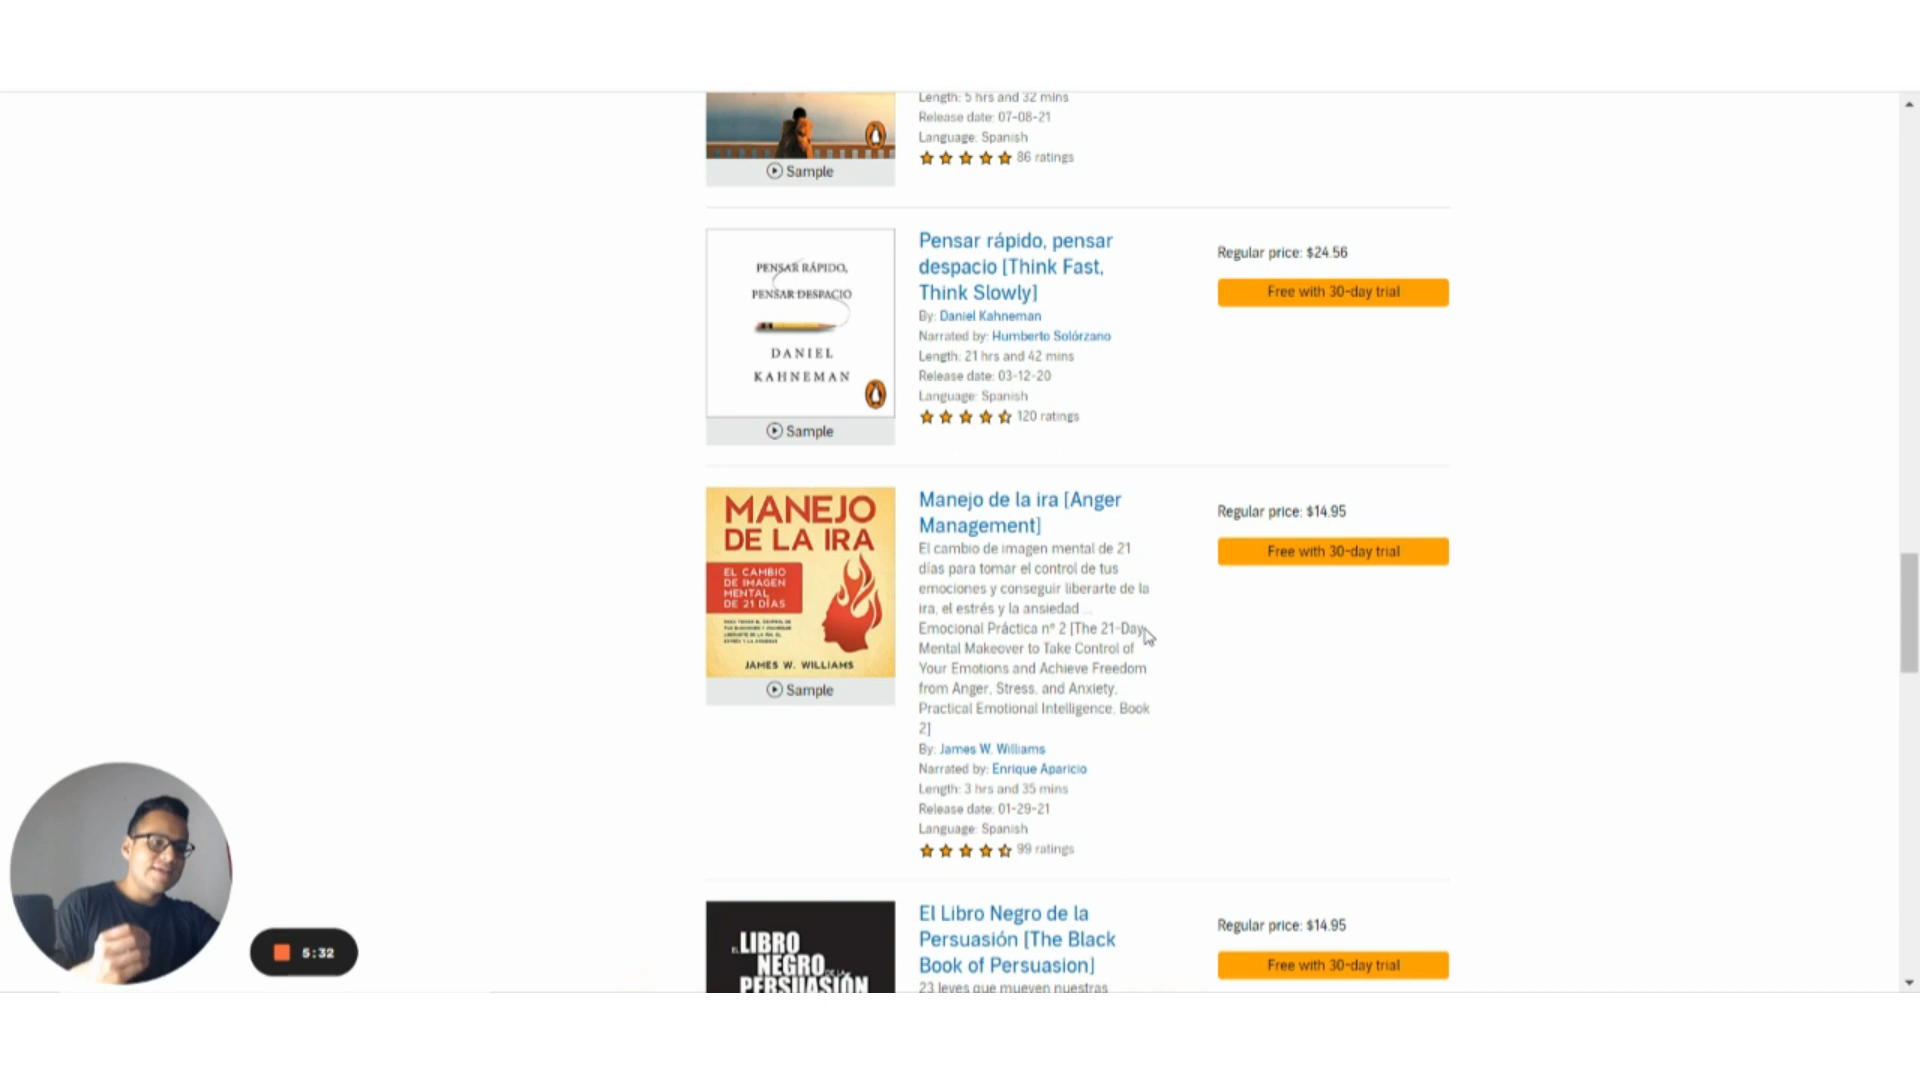 Length: 5 hrs and 32 mins
Release date: 07-08-21
Language: Spanish
86 ratings
Sample
PENSAR RÁPIDO,
PENSAR DESPACIO
DANIEL
KAHNEMAN
Sample
Pensar rápido, pensar
despacio [Think Fast,
Think Slowly]
By: Daniel Kahneman
Narrated by: Humberto Solórzano
Length: 21 hrs and 42 mins
Release date: 03-12-20
Language: Spanish
120 ratings
Regular price: $24.56
Free with 30-day trial
MANEJO
DE LA IRA
EL CAMBIO
DE IMAGEN
MENTAL
DE 21 DÍAS
JAMES W. WILLIAMS
Sample
Manejo de la ira [Anger
Management]
El cambio de imagen mental de 21
días para tomar el control de tus
emociones y conseguir liberarte de la
ira, el estrés y la ansiedad ...
Emocional Práctica nº 2 [The 21-Day
Mental Makeover to Take Control of
Your Emotions and Achieve Freedom
from Anger, Stress, and Anxiety,
Practical Emotional Intelligence, Book
2]
By: James W. Williams
Narrated by: Enrique Aparicio
Length: 3 hrs and 35 mins
Release date: 01-29-21
Language: Spanish
99 ratings
Regular price: $14.95
Free with 30-day trial
EL LIBRO
NEGRO DE LA
PERSUASIÓN
El Libro Negro de la
Persuasión [The Black
Book of Persuasion]
23 leyes que mueven nuestras
Regular price: $14.95
Free with 30-day trial
5:32